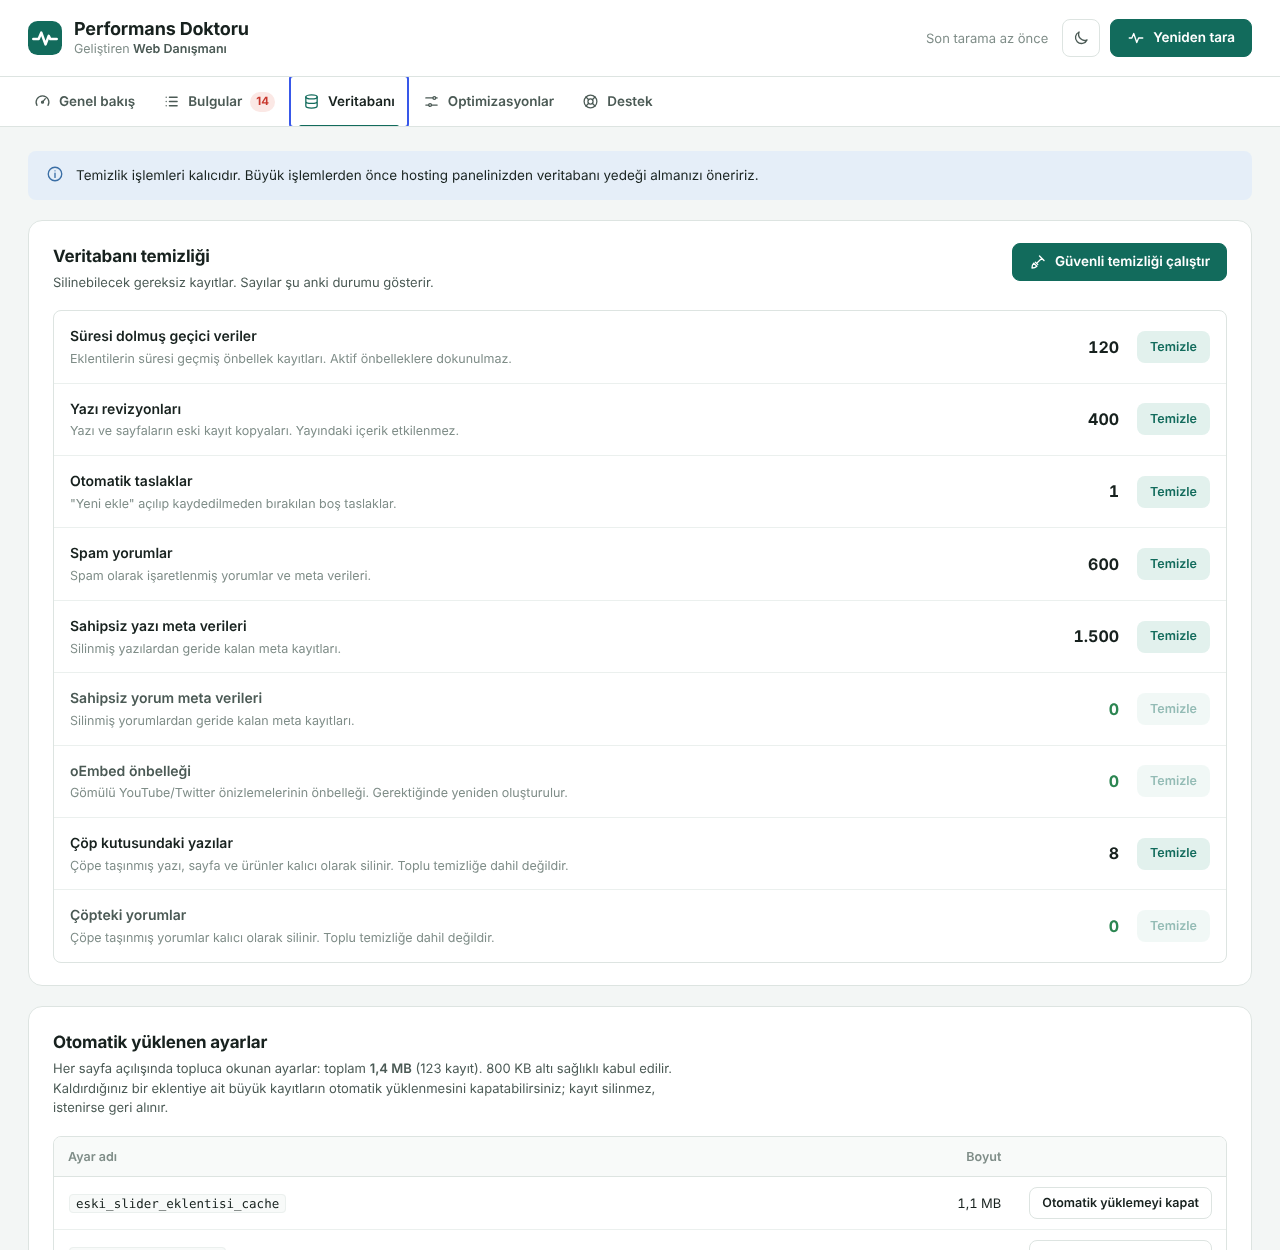 Performans Doktoru
Geliştiren Web Danışmanı
Son tarama az önce
Yeniden tara
Genel bakış
Bulgular 14
Veritabanı
Optimizasyonlar
Destek
Temizlik işlemleri kalıcıdır. Büyük işlemlerden önce hosting panelinizden veritabanı yedeği almanızı öneririz.
Veritabanı temizliği
Silinebilecek gereksiz kayıtlar. Sayılar şu anki durumu gösterir.
Güvenli temizliği çalıştır
Süresi dolmuş geçici veriler
Eklentilerin süresi geçmiş önbellek kayıtları. Aktif önbelleklere dokunulmaz.
120
Temizle
Yazı revizyonları
Yazı ve sayfaların eski kayıt kopyaları. Yayındaki içerik etkilenmez.
400
Temizle
Otomatik taslaklar
"Yeni ekle" açılıp kaydedilmeden bırakılan boş taslaklar.
1
Temizle
Spam yorumlar
Spam olarak işaretlenmiş yorumlar ve meta verileri.
600
Temizle
Sahipsiz yazı meta verileri
Silinmiş yazılardan geride kalan meta kayıtları.
1.500
Temizle
Sahipsiz yorum meta verileri
Silinmiş yorumlardan geride kalan meta kayıtları.
0
Temizle
oEmbed önbelleği
Gömülü YouTube/Twitter önizlemelerinin önbelleği. Gerektiğinde yeniden oluşturulur.
0
Temizle
Çöp kutusundaki yazılar
Çöpe taşınmış yazı, sayfa ve ürünler kalıcı olarak silinir. Toplu temizliğe dahil değildir.
8
Temizle
Çöpteki yorumlar
Çöpe taşınmış yorumlar kalıcı olarak silinir. Toplu temizliğe dahil değildir.
0
Temizle
Otomatik yüklenen ayarlar
Her sayfa açılışında topluca okunan ayarlar: toplam 1,4 MB (123 kayıt). 800 KB altı sağlıklı kabul edilir.
Kaldırdığınız bir eklentiye ait büyük kayıtların otomatik yüklenmesini kapatabilirsiniz; kayıt silinmez,
istenirse geri alınır.
Ayar adı
Boyut
eski_slider_eklentisi_cache
1,1 MB
Otomatik yüklemeyi kapat